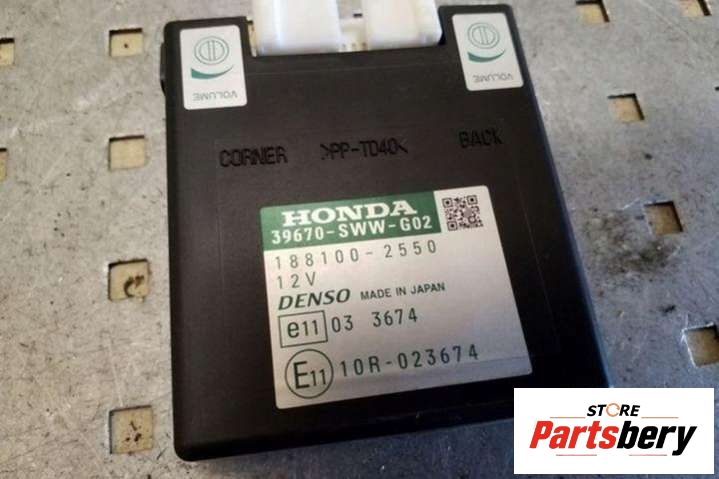 VOLUME
VOLUME
CORNER >PP-TD40< BACK
HONDA
39670-SWW-G02
188100-2550
12V
DENSO MADE IN JAPAN
e11 03 3674
E11 10R-023674
STORE
Partsbery